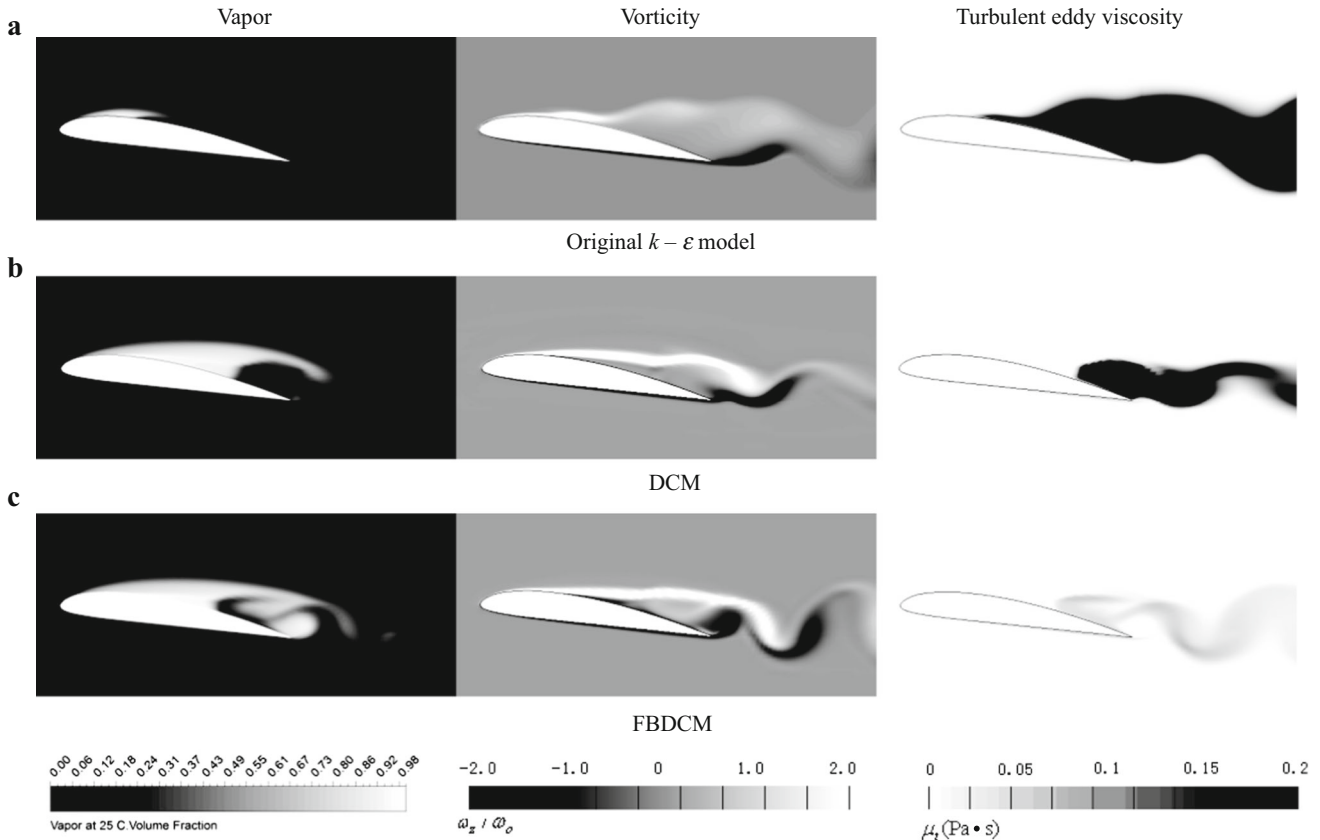 Vapor Vorticity Turbulent eddy viscosity
a
Original k – ε model
b
DCM
c
FBDCM
0.00 0.06 0.12 0.18 0.24 0.31 0.37 0.43 0.49 0.55 0.61 0.67 0.73 0.80 0.86 0.92 0.98
Vapor at 25 C.Volume Fraction
-2.0 -1.0 0 1.0 2.0
ω_z / ω_o
0 0.05 0.1 0.15 0.2
μ_t(Pa•s)